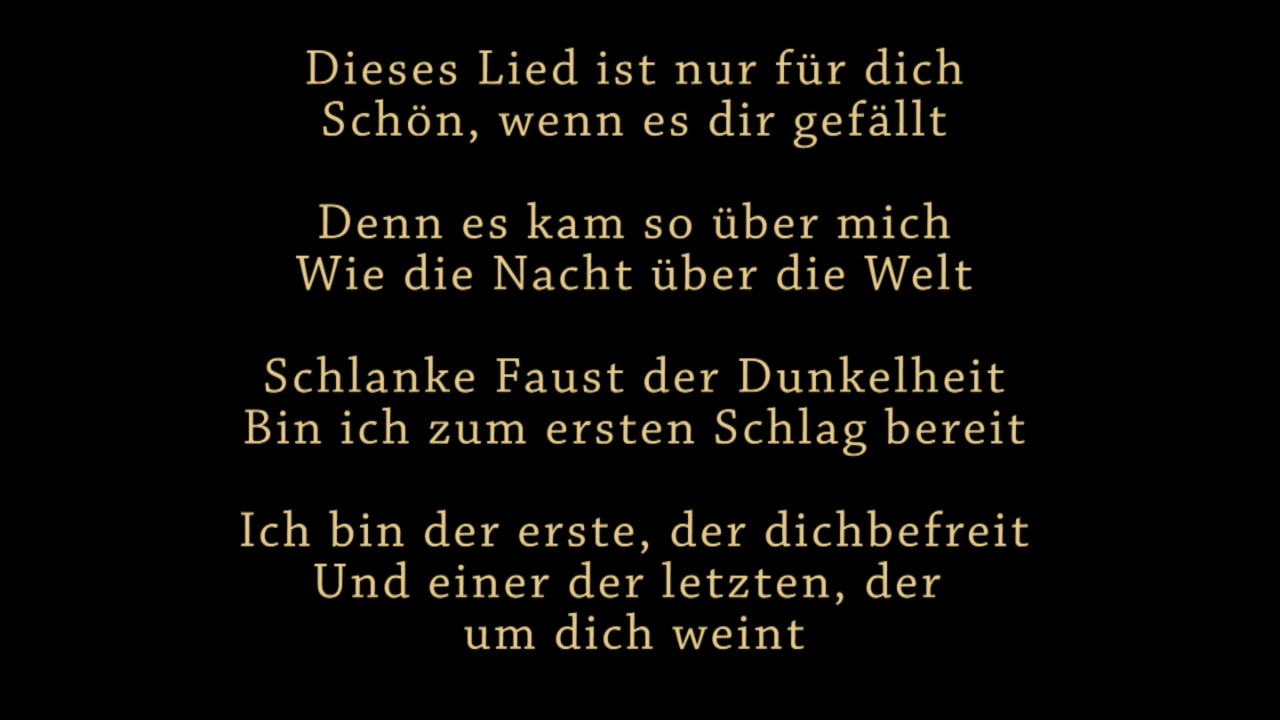 Dieses Lied ist nur für dich
Schön, wenn es dir gefällt
Denn es kam so über mich
Wie die Nacht über die Welt
Schlanke Faust der Dunkelheit
Bin ich zum ersten Schlag bereit
Ich bin der erste, der dichbefreit
Und einer der letzten, der
um dich weint